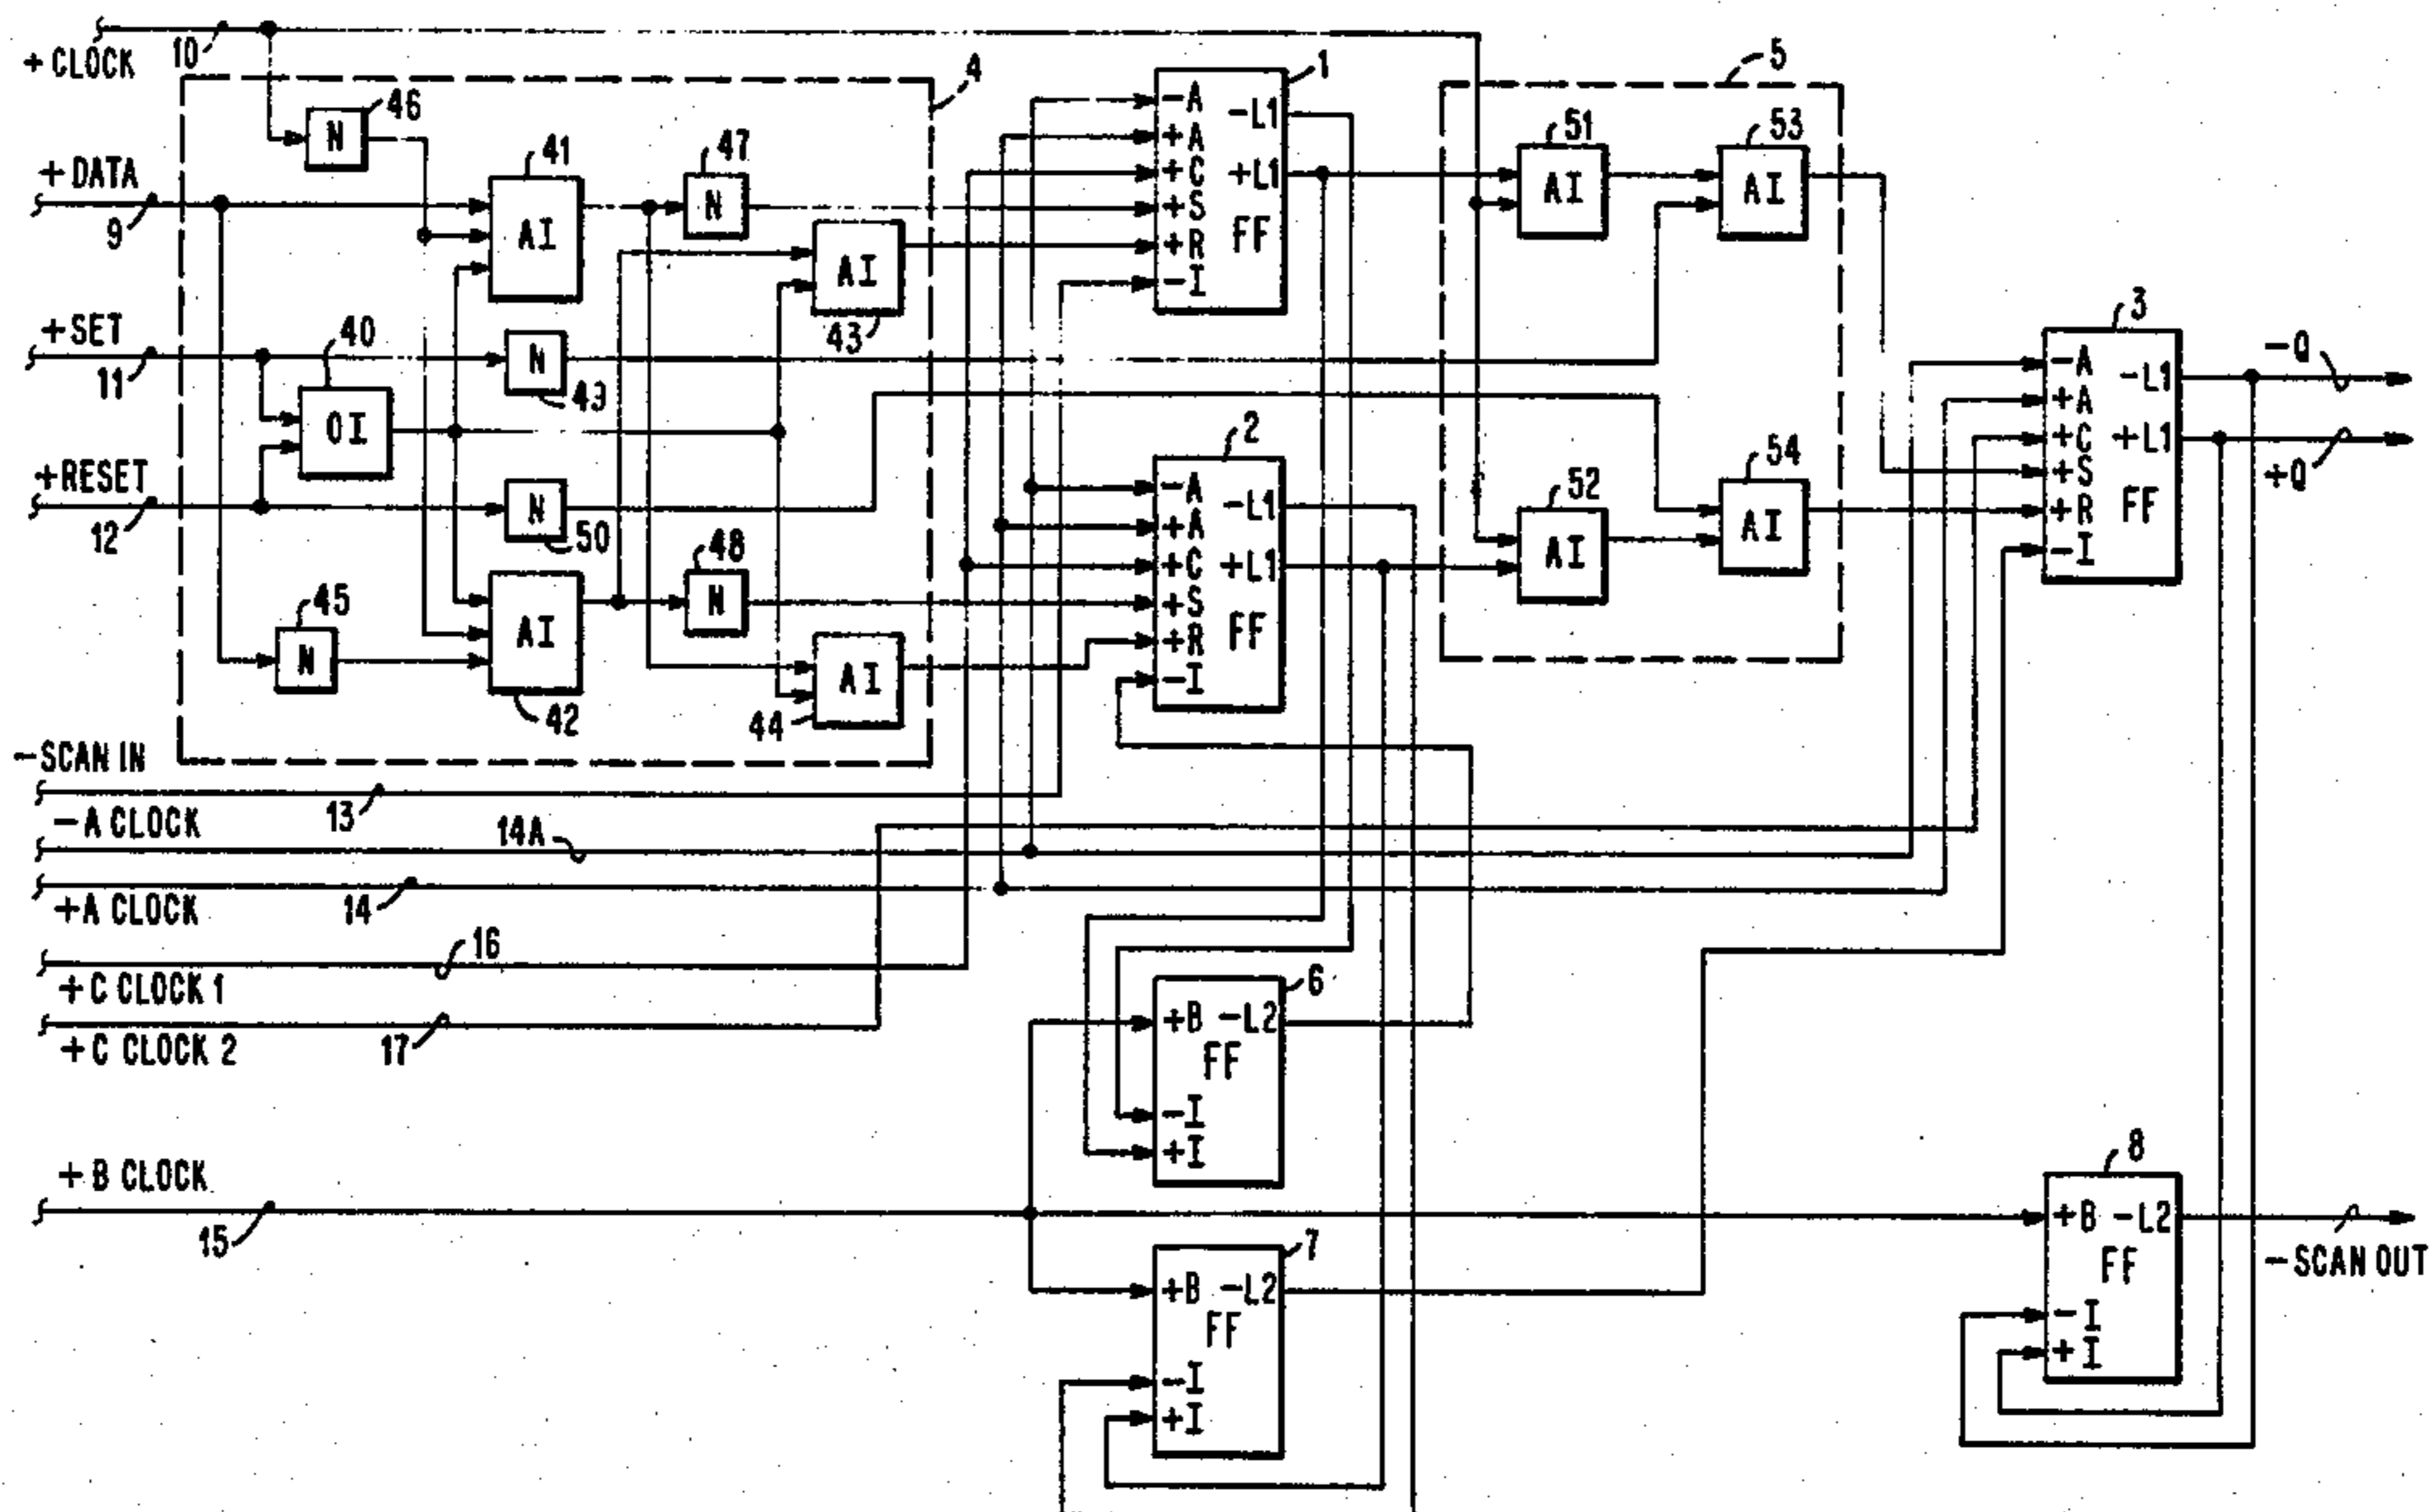 +CLOCK
10
4
5
46
N
+DATA
9
41
AI
47
N
AI
43
1
-A
+A
+C
+S
+R
-I
-L1
+L1
FF
51
AI
53
AI
+SET
11
40
OI
N
49
3
-A
+A
+C
+S
+R
-I
-L1
+L1
FF
-Q
+Q
+RESET
12
N
50
48
N
45
N
AI
42
AI
44
2
-A
+A
+C
+S
+R
-I
-L1
+L1
FF
52
AI
54
AI
-SCAN IN
13
-A CLOCK
14A
+A CLOCK
14
16
+C CLOCK 1
+C CLOCK 2
17
6
+B -L2
FF
-I
+I
+B CLOCK
15
7
+B -L2
FF
-I
+I
8
+B -L2
FF
-I
+I
-SCAN OUT